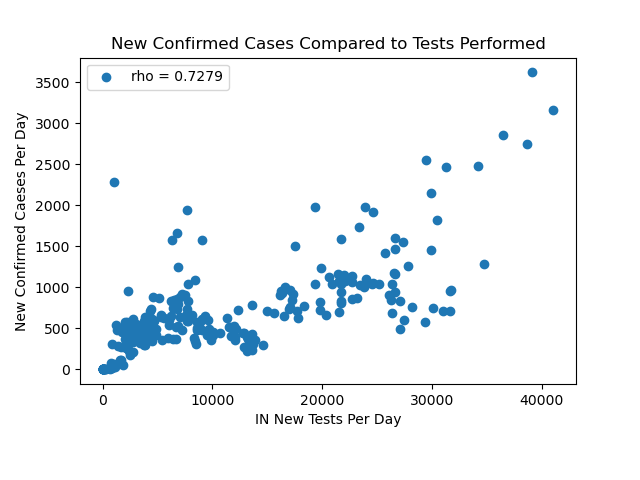 New Confirmed Cases Compared to Tests Performed
rho = 0.7279
New Confirmed Caeses Per Day
3500
3000
2500
2000
1500
1000
500
0
0 10000 20000 30000 40000
IN New Tests Per Day